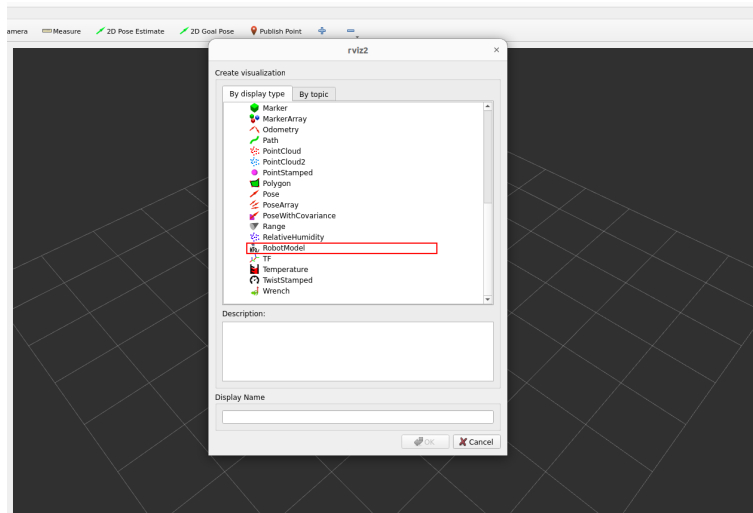 amera Measure 2D Pose Estimate 2D Goal Pose Publish Point
rviz2
Create visualization
By display type By topic
Marker
MarkerArray
Odometry
Path
PointCloud
PointCloud2
PointStamped
Polygon
Pose
PoseArray
PoseWithCovariance
Range
RelativeHumidity
RobotModel
TF
Temperature
TwistStamped
Wrench
Description:
Display Name
OK Cancel